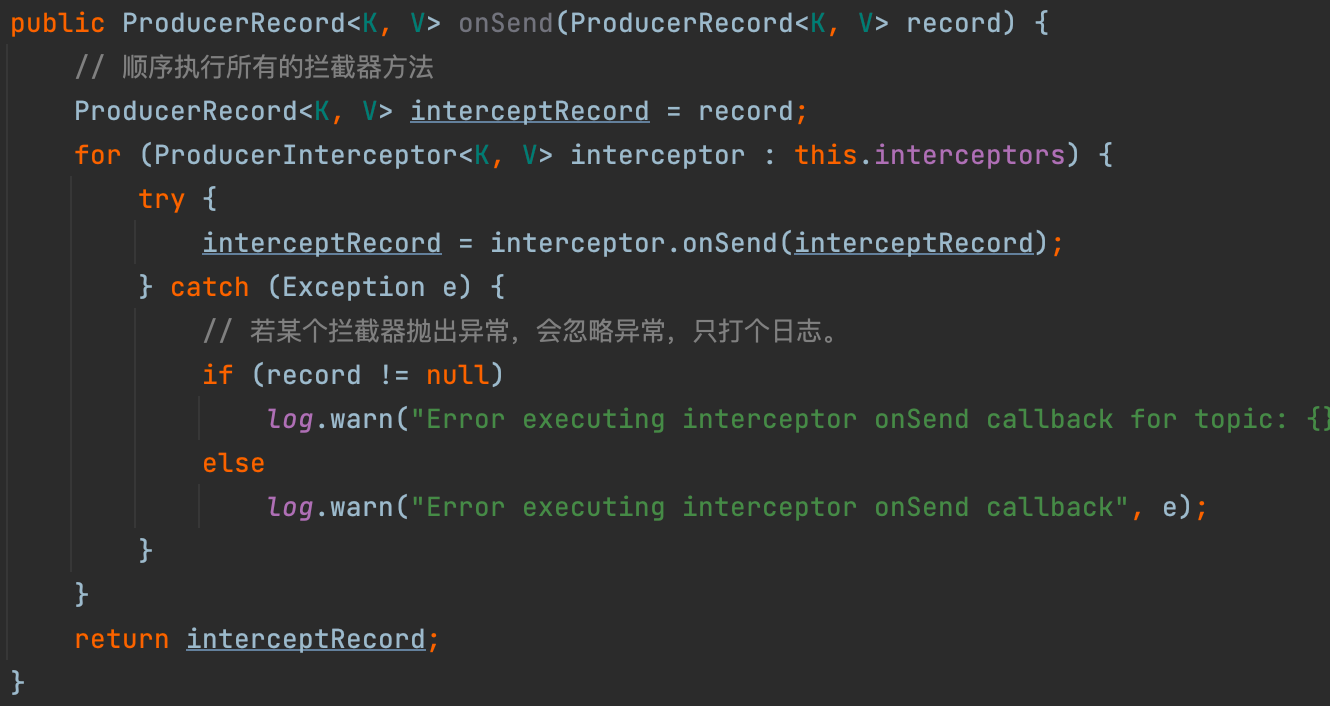 public ProducerRecord<K, V> onSend(ProducerRecord<K, V> record) {
    // 顺序执行所有的拦截器方法
    ProducerRecord<K, V> interceptRecord = record;
    for (ProducerInterceptor<K, V> interceptor : this.interceptors) {
        try {
            interceptRecord = interceptor.onSend(interceptRecord);
        } catch (Exception e) {
            // 若某个拦截器抛出异常，会忽略异常，只打个日志。
            if (record != null)
                log.warn("Error executing interceptor onSend callback for topic: {}
            else
                log.warn("Error executing interceptor onSend callback", e);
        }
    }
    return interceptRecord;
}